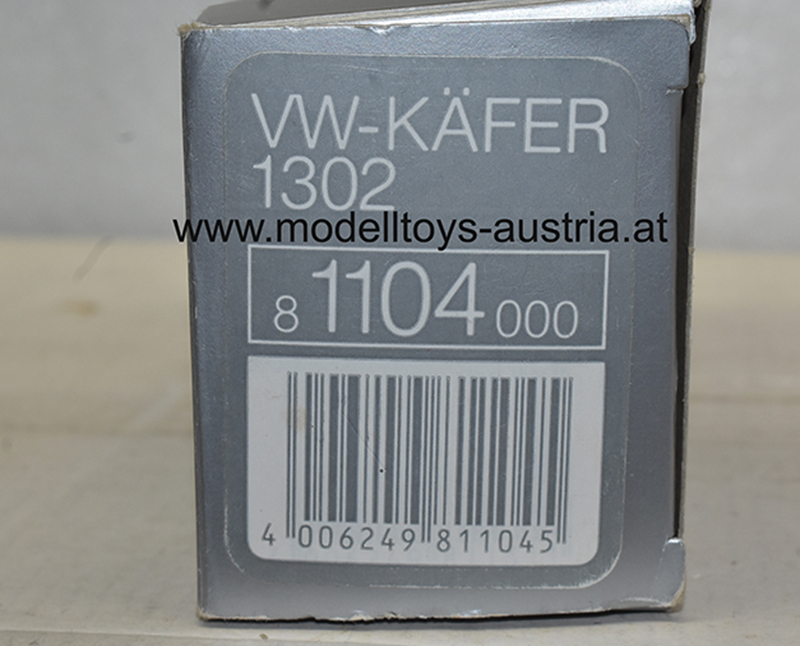 VW-KÄFER
1302
www.modelltoys-austria.at
8 1104 000
4 006249 811045